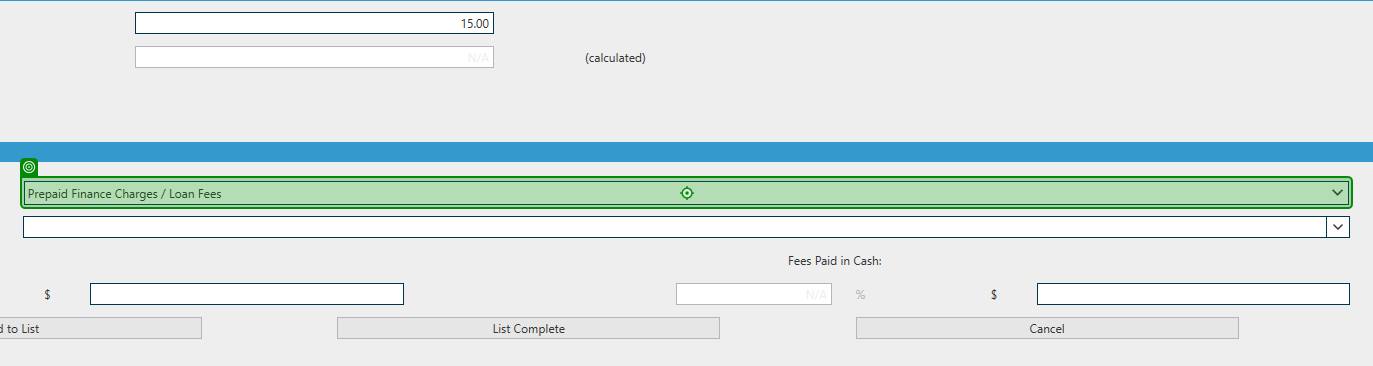 15.00
N/A (calculated)
Prepaid Finance Charges / Loan Fees
Fees Paid in Cash:
$ N/A % $
d to List List Complete Cancel